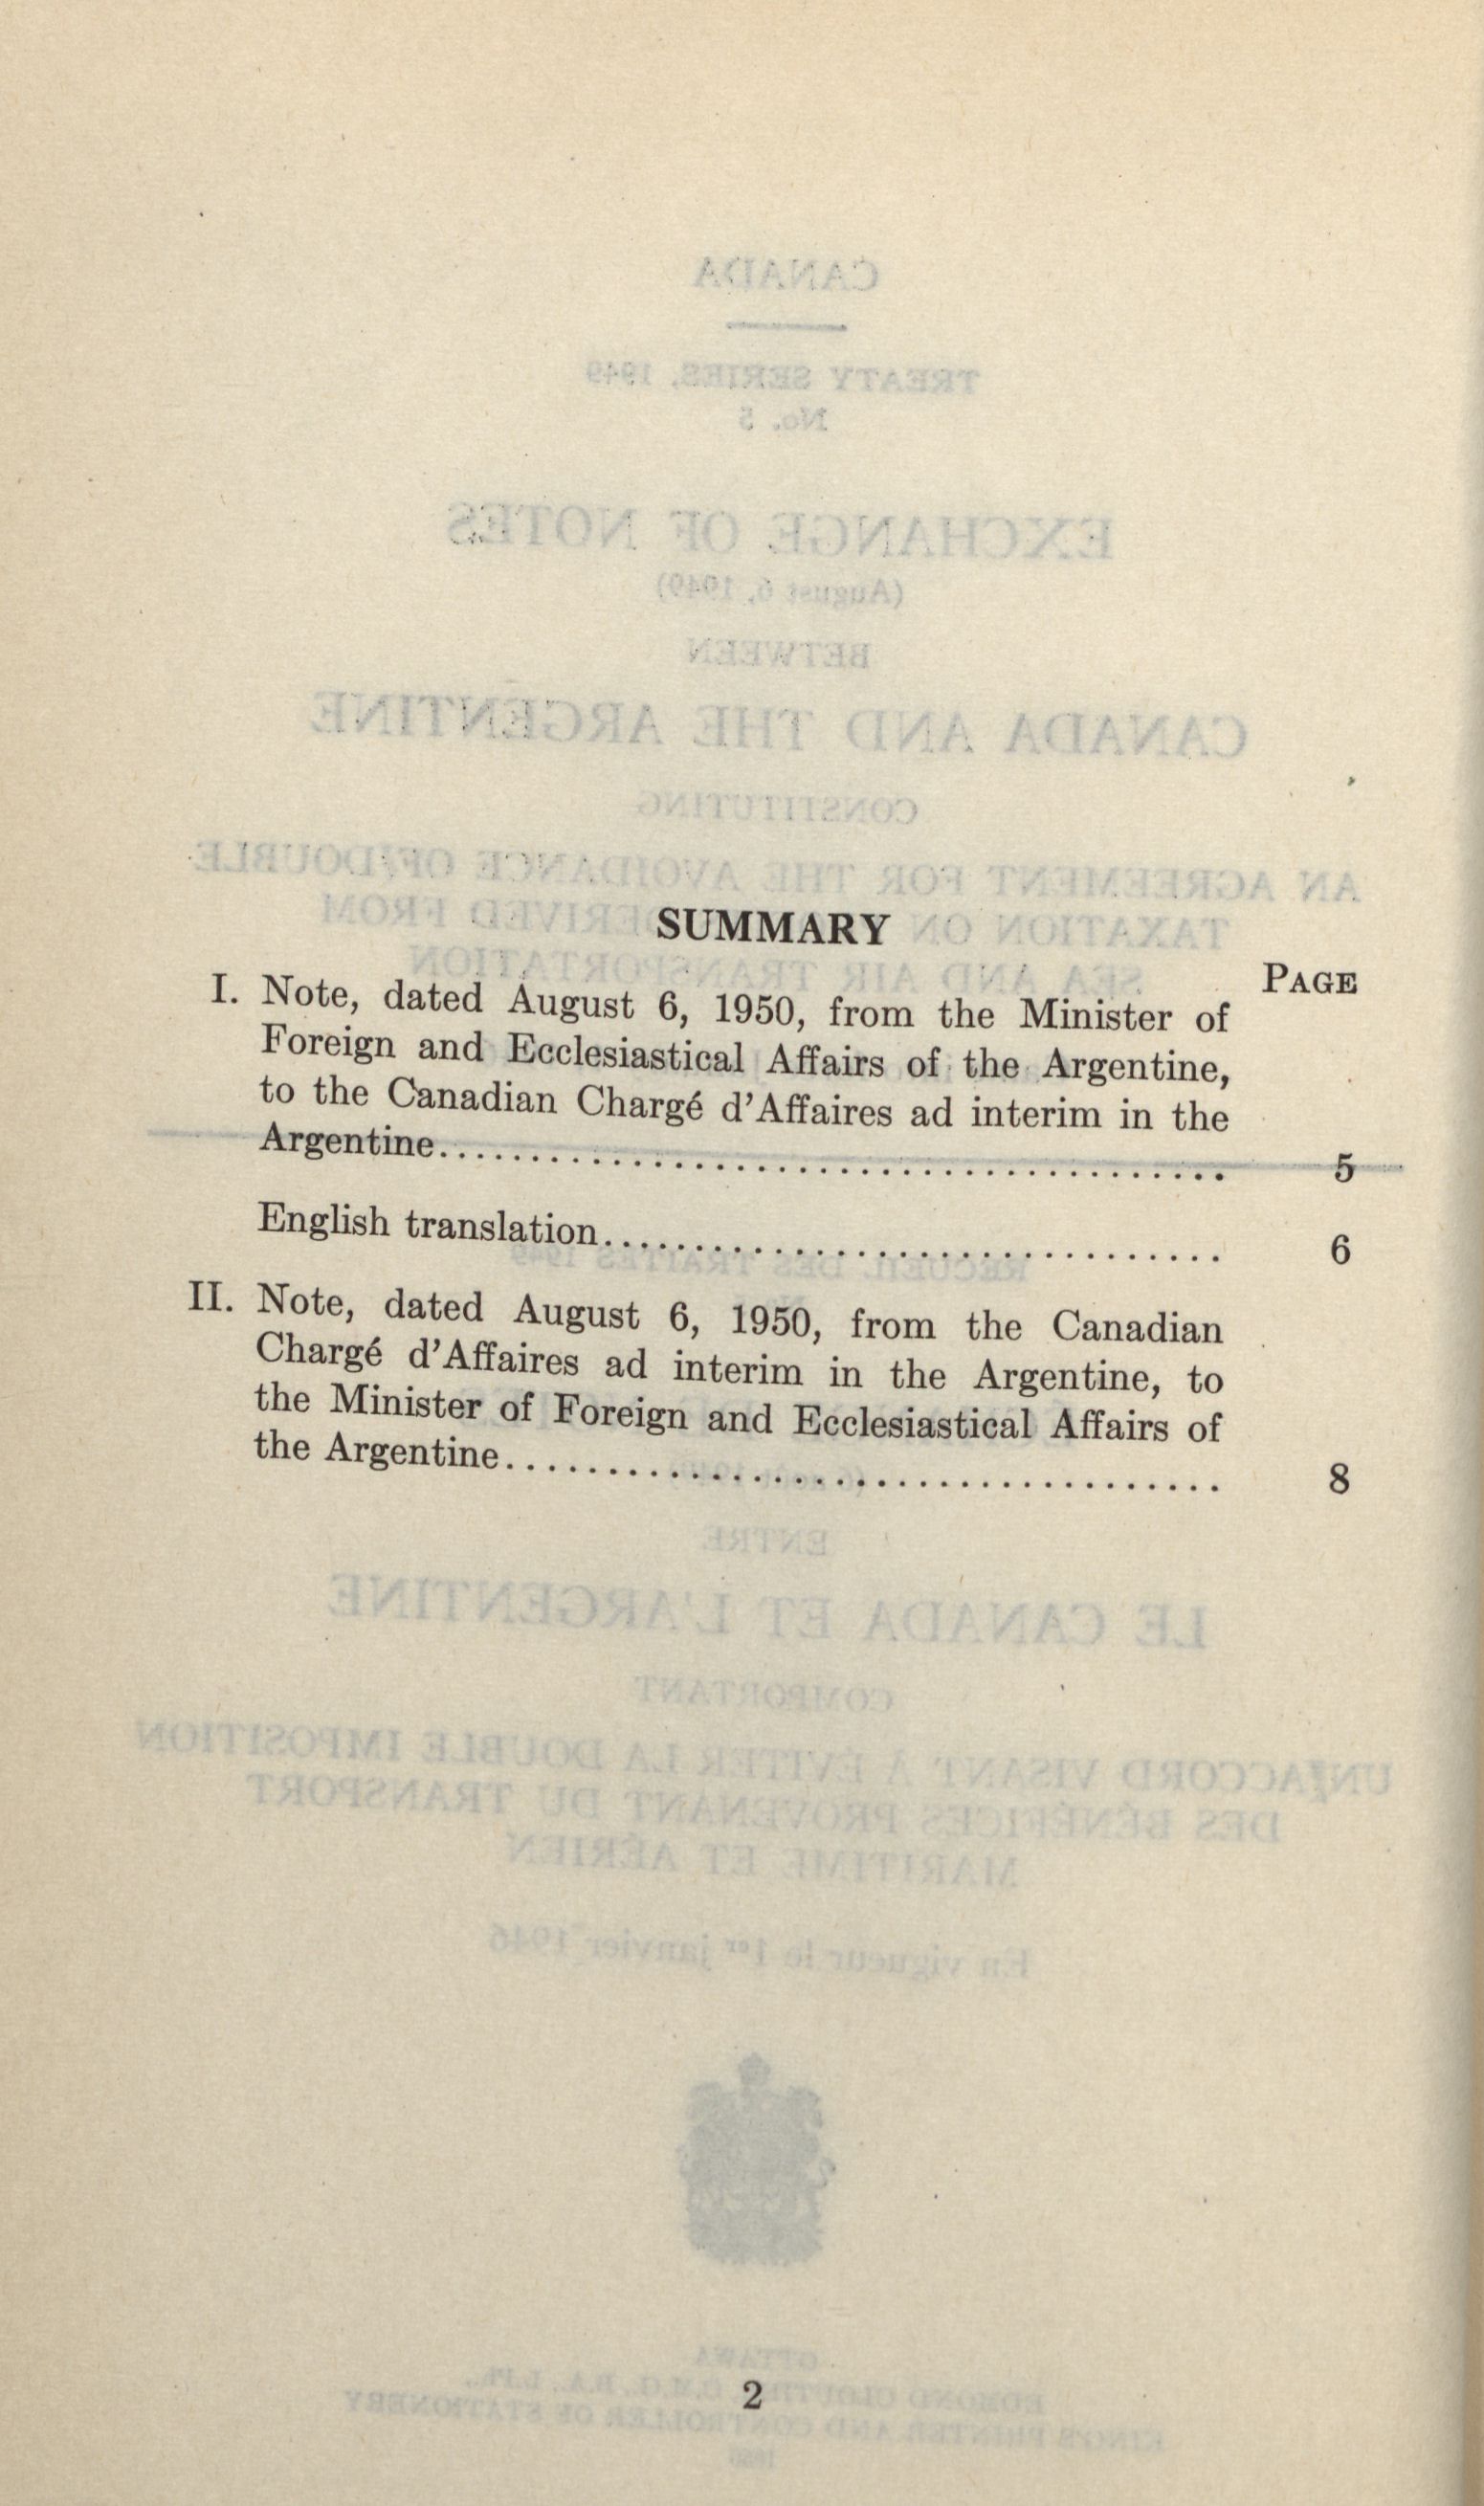 SUMMARY
PAGE
I. Note, dated August 6, 1950, from the Minister of
Foreign and Ecclesiastical Affairs of the Argentine,
to the Canadian Chargé d'Affaires ad interim in the
Argentine........................................ 5
English translation................................ 6
II. Note, dated August 6, 1950, from the Canadian
Chargé d'Affaires ad interim in the Argentine, to
the Minister of Foreign and Ecclesiastical Affairs of
the Argentine..................................... 8
2